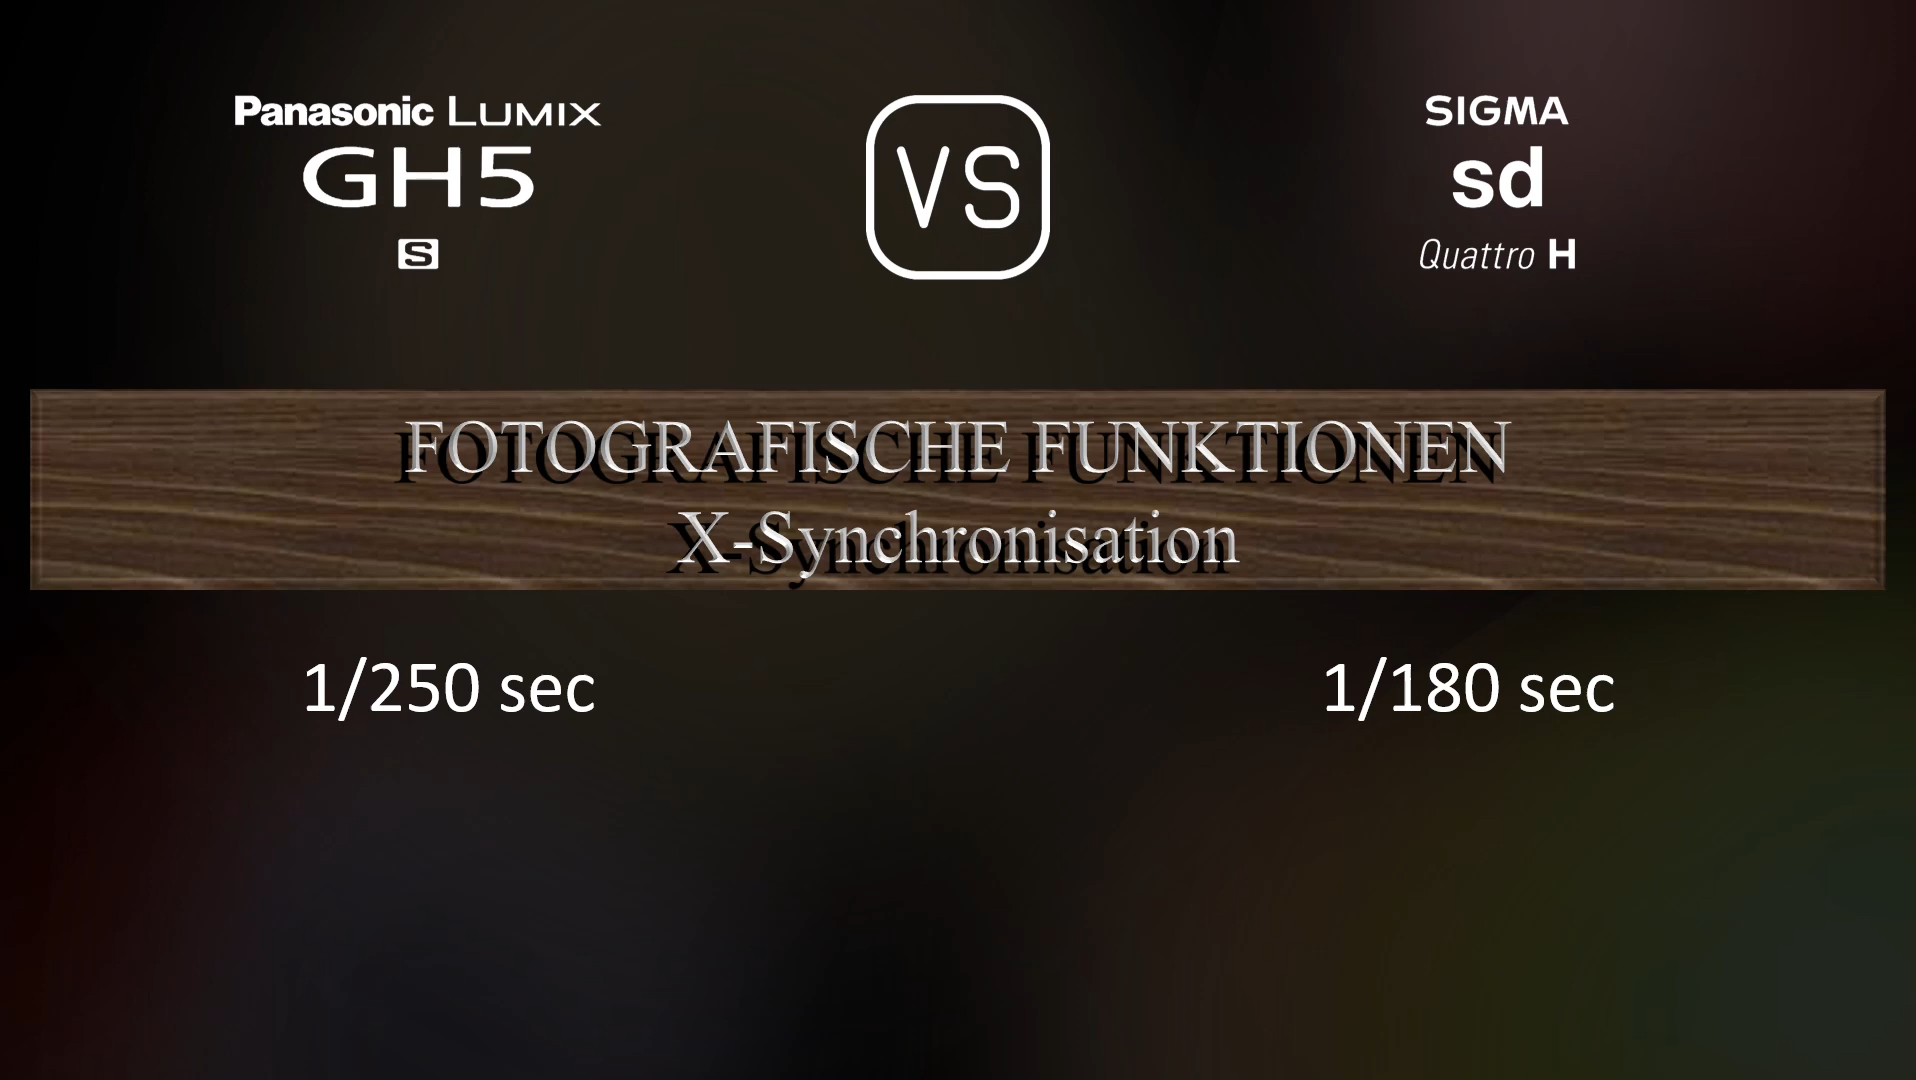 Panasonic LUMIX
GH5
S
VS
SIGMA
sd
Quattro H
FOTOGRAFISCHE FUNKTIONEN
X-Synchronisation
1/250 sec
1/180 sec